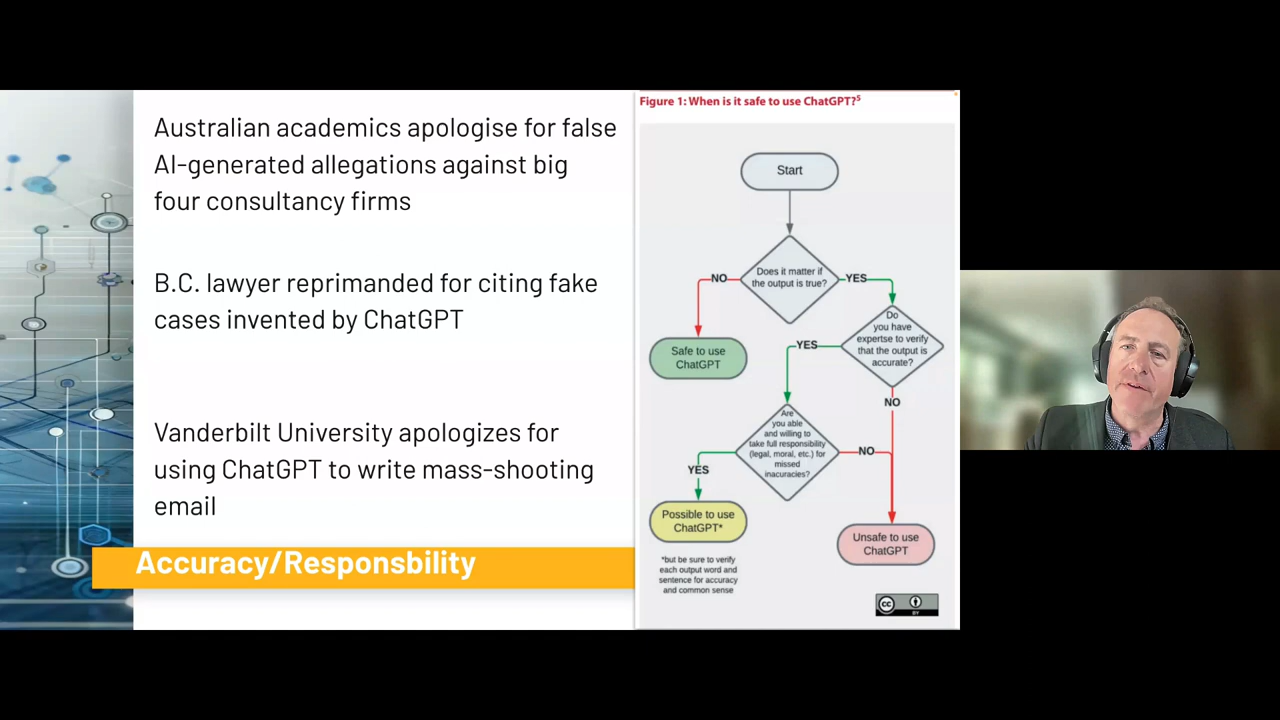 Australian academics apologise for false
AI-generated allegations against big
four consultancy firms
B.C. lawyer reprimanded for citing fake
cases invented by ChatGPT
Vanderbilt University apologizes for
using ChatGPT to write mass-shooting
email
Accuracy/Responsbility
Figure 1: When is it safe to use ChatGPT?⁵
Start
Does it matter if
the output is true?
NO
YES
Safe to use
ChatGPT
Do
you have
expertse to verify
that the output is
accurate?
YES
NO
Are
you able
and willing to
take full responsibility
(legal, moral, etc.) for
missed
inacuracies?
YES
NO
Possible to use
ChatGPT*
Unsafe to use
ChatGPT
*but be sure to verify
each output word and
sentence for accuracy
and common sense
cc
BY